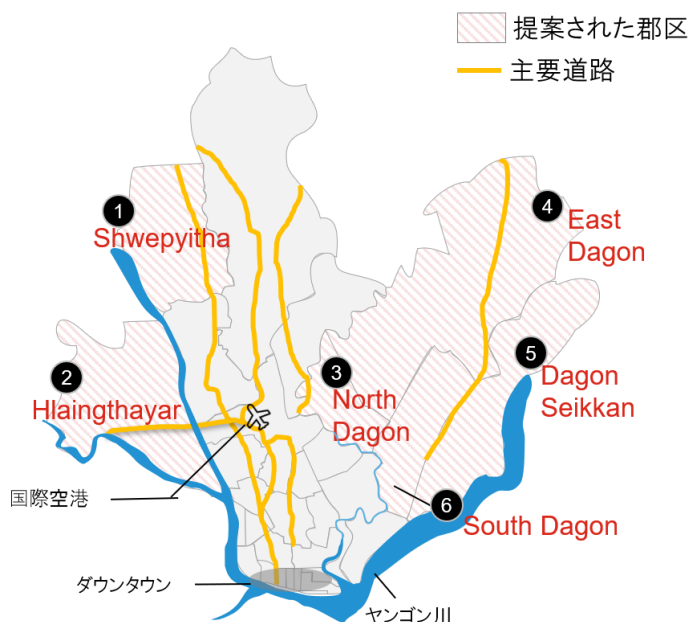 提案された郡区
主要道路
1
Shwepyitha
4
East
Dagon
2
Hlaingthayar
3
North
Dagon
5
Dagon
Seikkan
国際空港
6
South Dagon
ダウンタウン
ヤンゴン川